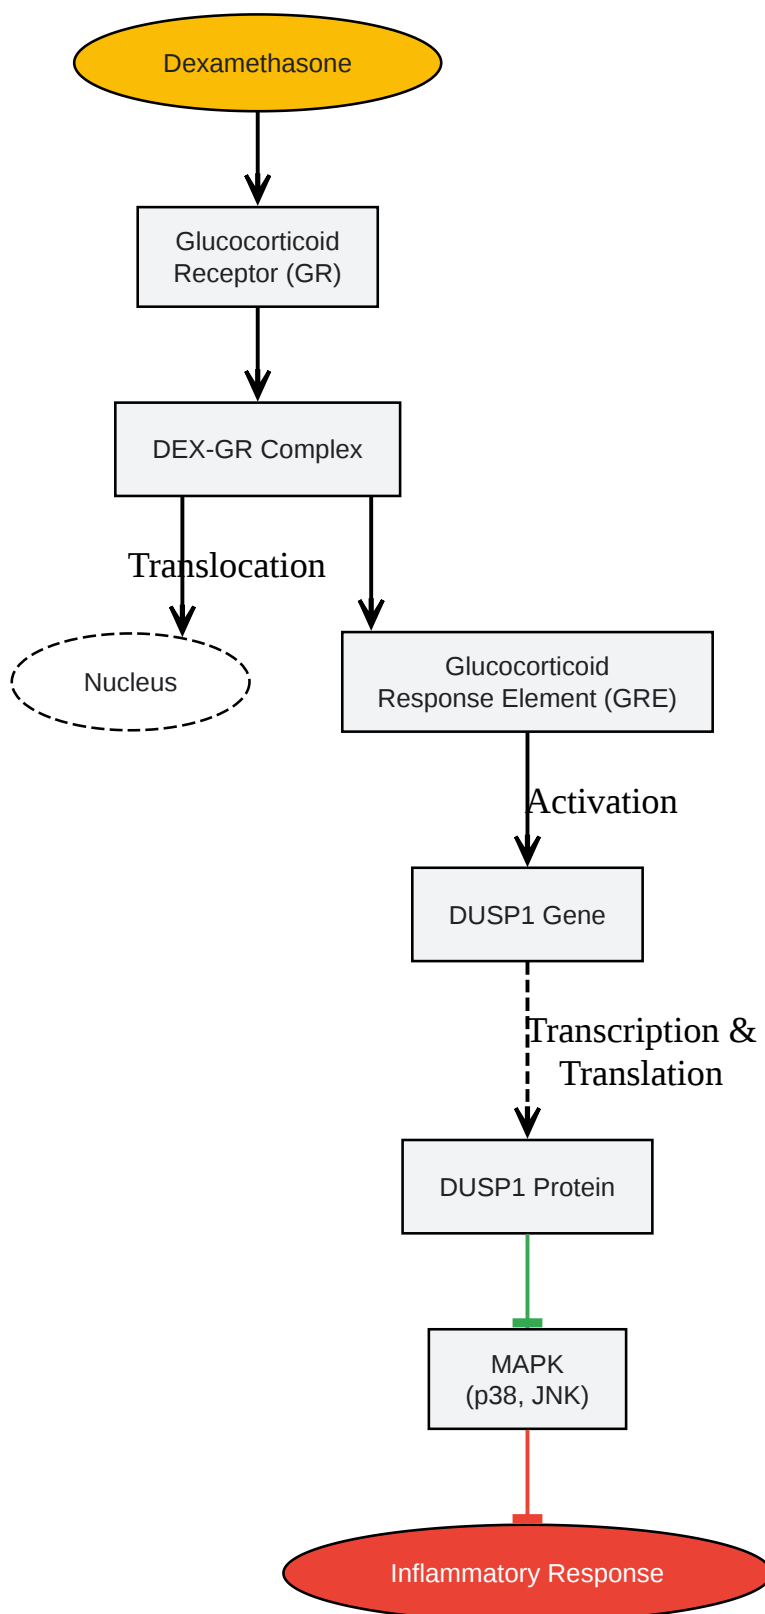 Dexamethasone
Glucocorticoid
Receptor (GR)
DEX-GR Complex
Translocation
Nucleus
Glucocorticoid
Response Element (GRE)
Activation
DUSP1 Gene
Transcription &
Translation
DUSP1 Protein
MAPK
(p38, JNK)
Inflammatory Response